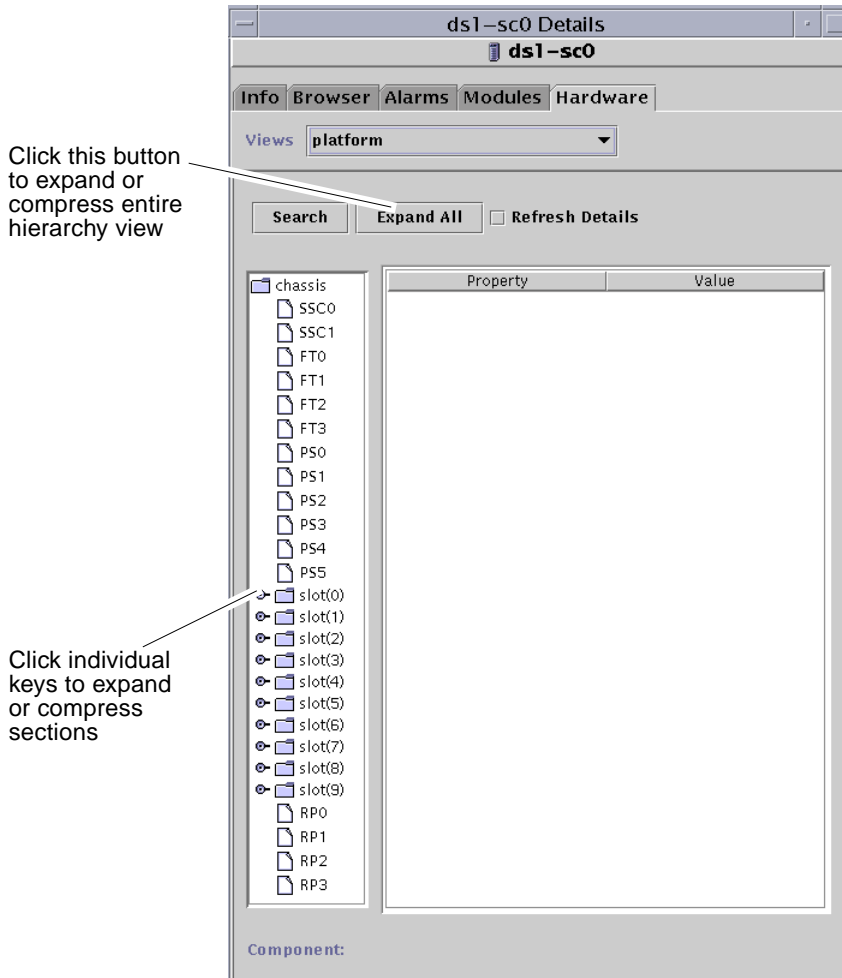 ds1-sc0 Details
ds1-sc0
Info Browser Alarms Modules Hardware
Views platform
Click this button
to expand or
compress entire
hierarchy view
Search Expand All Refresh Details
Property Value
chassis
SSC0
SSC1
FT0
FT1
FT2
FT3
PS0
PS1
PS2
PS3
PS4
PS5
slot(0)
slot(1)
slot(2)
slot(3)
slot(4)
slot(5)
slot(6)
slot(7)
slot(8)
slot(9)
RP0
RP1
RP2
RP3
Click individual
keys to expand
or compress
sections
Component: